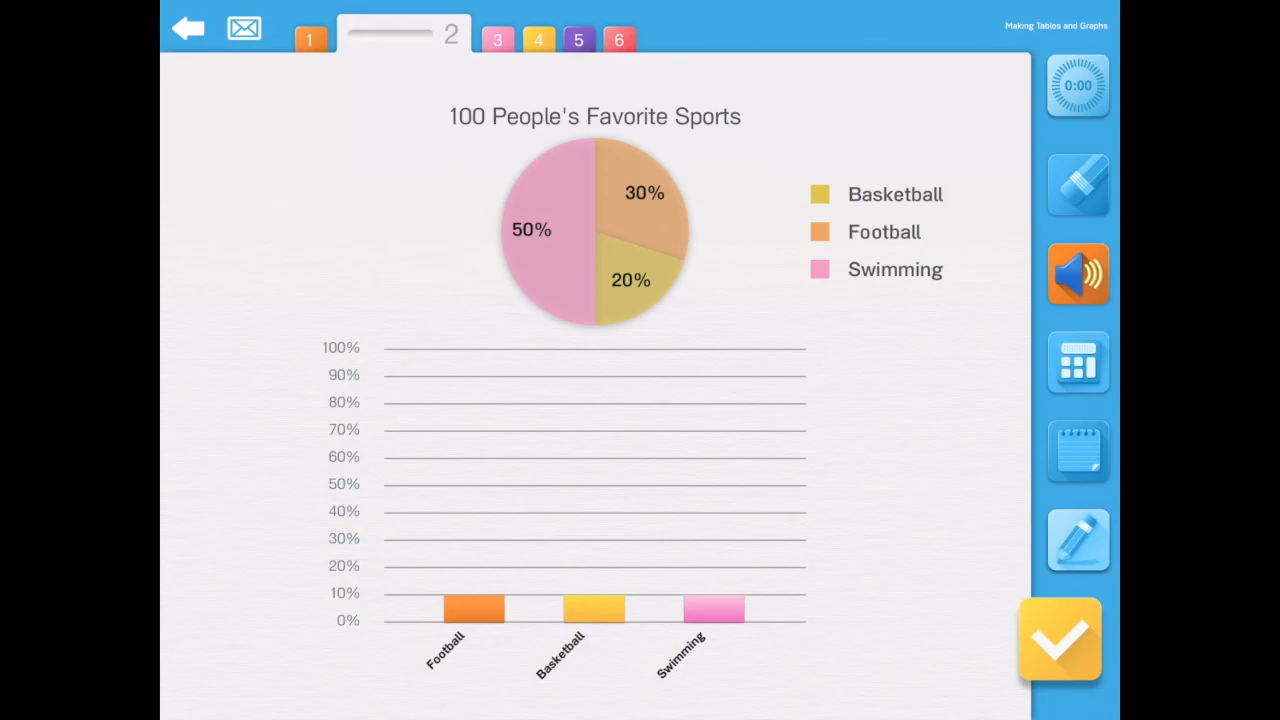 1
2
3
4
5
6
Making Tables and Graphs
0:00
100 People's Favorite Sports
30%
50%
20%
Basketball
Football
Swimming
100%
90%
80%
70%
60%
50%
40%
30%
20%
10%
0%
Football
Basketball
Swimming